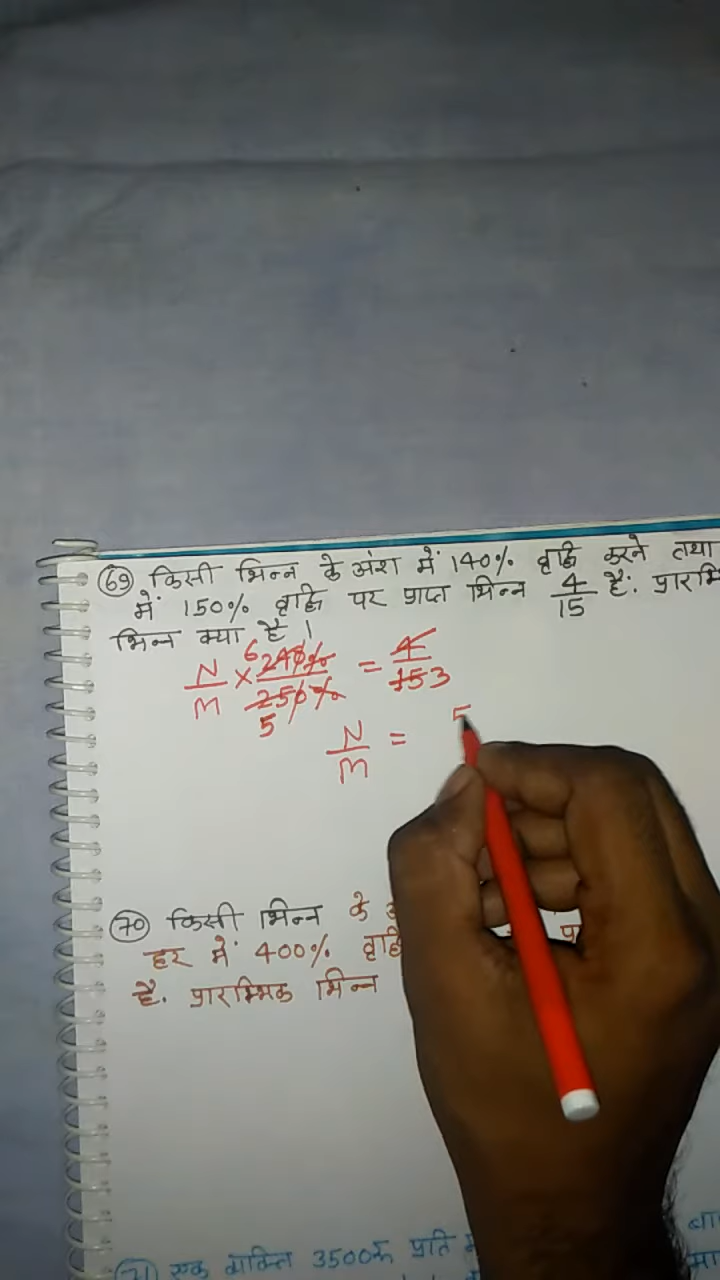 69 किसी भिन्न के अंश में 140% वृद्धि करने तथा
में 150% वृद्धि पर प्राप्त भिन्न 4/15 है. प्रारम्भि
भिन्न क्या है।
N/M × 6 240%/250% 5 = 4/15 3
N/M = 5
70 किसी भिन्न के
हर में 400% वृद्धि
है. प्रारम्भिक भिन्न
71 एक व्यक्ति 3500रू प्रति